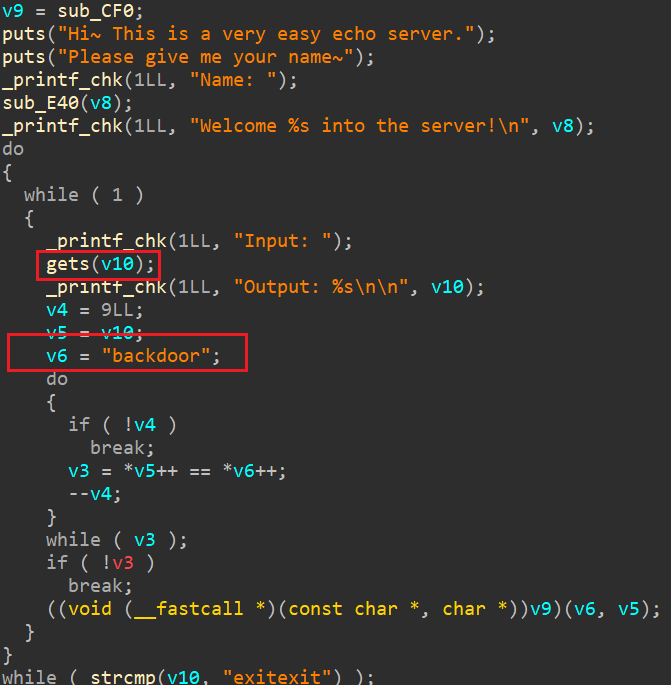 v9 = sub_CF0;
puts("Hi~ This is a very easy echo server.");
puts("Please give me your name~");
_printf_chk(1LL, "Name: ");
sub_E40(v8);
_printf_chk(1LL, "Welcome %s into the server!\n", v8);
do
{
  while ( 1 )
  {
    _printf_chk(1LL, "Input: ");
    gets(v10);
    _printf_chk(1LL, "Output: %s\n\n", v10);
    v4 = 9LL;
    v5 = v10;
    v6 = "backdoor";
    do
    {
      if ( !v4 )
        break;
      v3 = *v5++ == *v6++;
      --v4;
    }
    while ( v3 );
    if ( !v3 )
      break;
    ((void (__fastcall *)(const char *, char *))v9)(v6, v5);
  }
}
while ( strcmp(v10, "exitexit") );